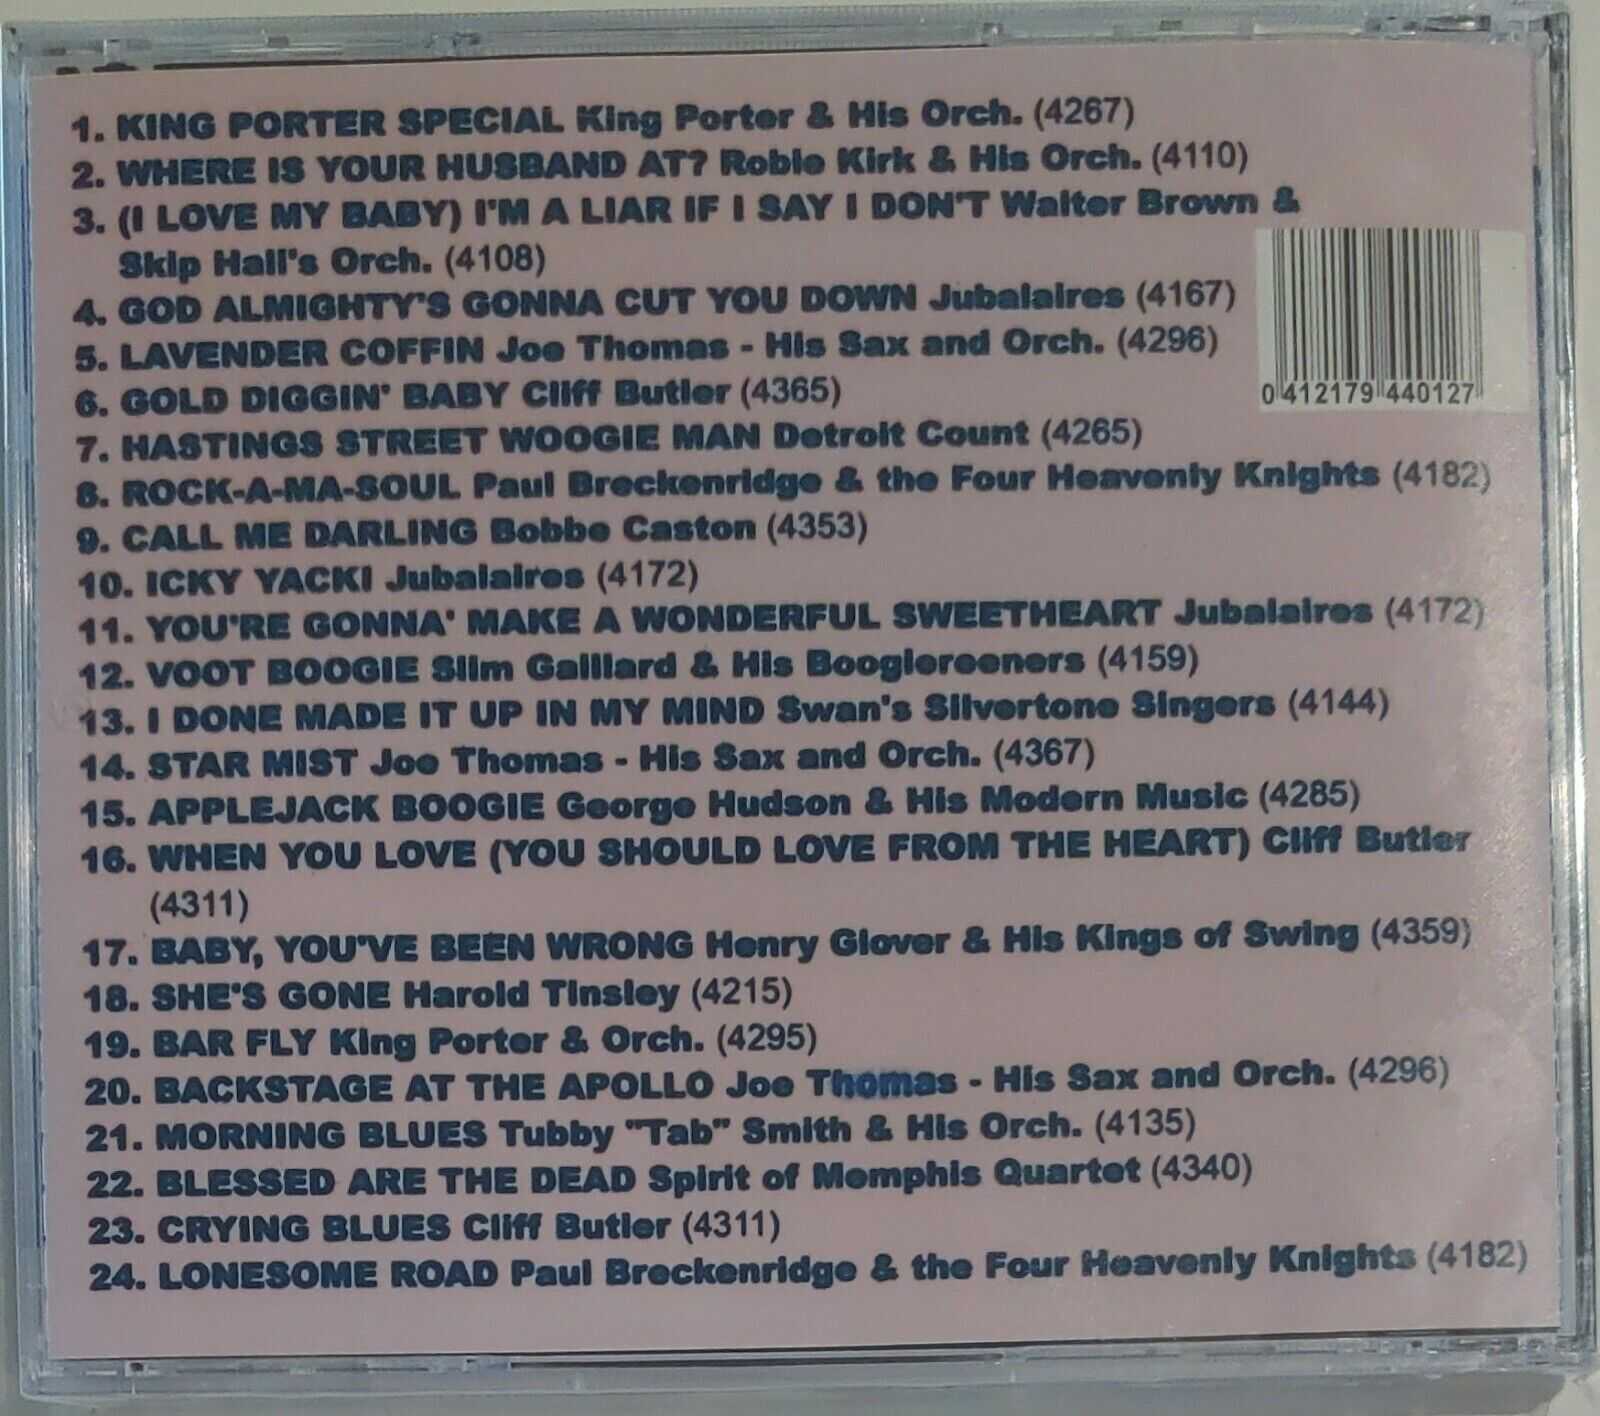 1. KING PORTER SPECIAL King Porter & His Orch. (4267)
2. WHERE IS YOUR HUSBAND AT? Robie Kirk & His Orch. (4110)
3. (I LOVE MY BABY) I'M A LIAR IF I SAY I DON'T Walter Brown &
Skip Hall's Orch. (4108)
4. GOD ALMIGHTY'S GONNA CUT YOU DOWN Jubalaires (4167)
5. LAVENDER COFFIN Joe Thomas - His Sax and Orch. (4296)
6. GOLD DIGGIN' BABY Cliff Butler (4365)
0 412179 440127
7. HASTINGS STREET WOOGIE MAN Detroit Count (4265)
8. ROCK-A-MA-SOUL Paul Breckenridge & the Four Heavenly Knights (4182)
9. CALL ME DARLING Bobbe Caston (4353)
10. ICKY YACKI Jubalaires (4172)
11. YOU'RE GONNA' MAKE A WONDERFUL SWEETHEART Jubalaires (4172)
12. VOOT BOOGIE Slim Gaillard & His Boogiereeners (4159)
13. I DONE MADE IT UP IN MY MIND Swan's Silvertone Singers (4144)
14. STAR MIST Joe Thomas - His Sax and Orch. (4367)
15. APPLEJACK BOOGIE George Hudson & His Modern Music (4285)
16. WHEN YOU LOVE (YOU SHOULD LOVE FROM THE HEART) Cliff Butler
(4311)
17. BABY, YOU'VE BEEN WRONG Henry Glover & His Kings of Swing (4359)
18. SHE'S GONE Harold Tinsley (4215)
19. BAR FLY King Porter & Orch. (4295)
20. BACKSTAGE AT THE APOLLO Joe Thomas - His Sax and Orch. (4296)
21. MORNING BLUES Tubby "Tab" Smith & His Orch. (4135)
22. BLESSED ARE THE DEAD Spirit of Memphis Quartet (4340)
23. CRYING BLUES Cliff Butler (4311)
24. LONESOME ROAD Paul Breckenridge & the Four Heavenly Knights (4182)